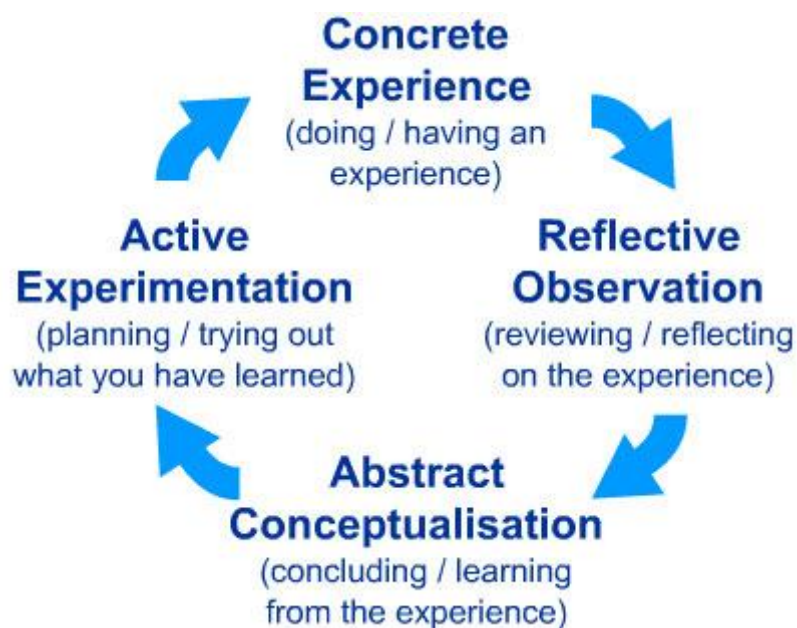 Concrete
Experience
(doing / having an
experience)
Reflective
Observation
(reviewing / reflecting
on the experience)
Abstract
Conceptualisation
(concluding / learning
from the experience)
Active
Experimentation
(planning / trying out
what you have learned)